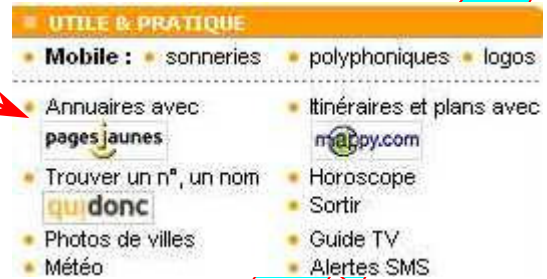 UTILE & PRATIQUE
Mobile : sonneries polyphoniques logos
Annuaires avec
pagesjaunes
Trouver un n°, un nom
quidonc
Photos de villes
Météo
Itinéraires et plans avec
mappy.com
Horoscope
Sortir
Guide TV
Alertes SMS